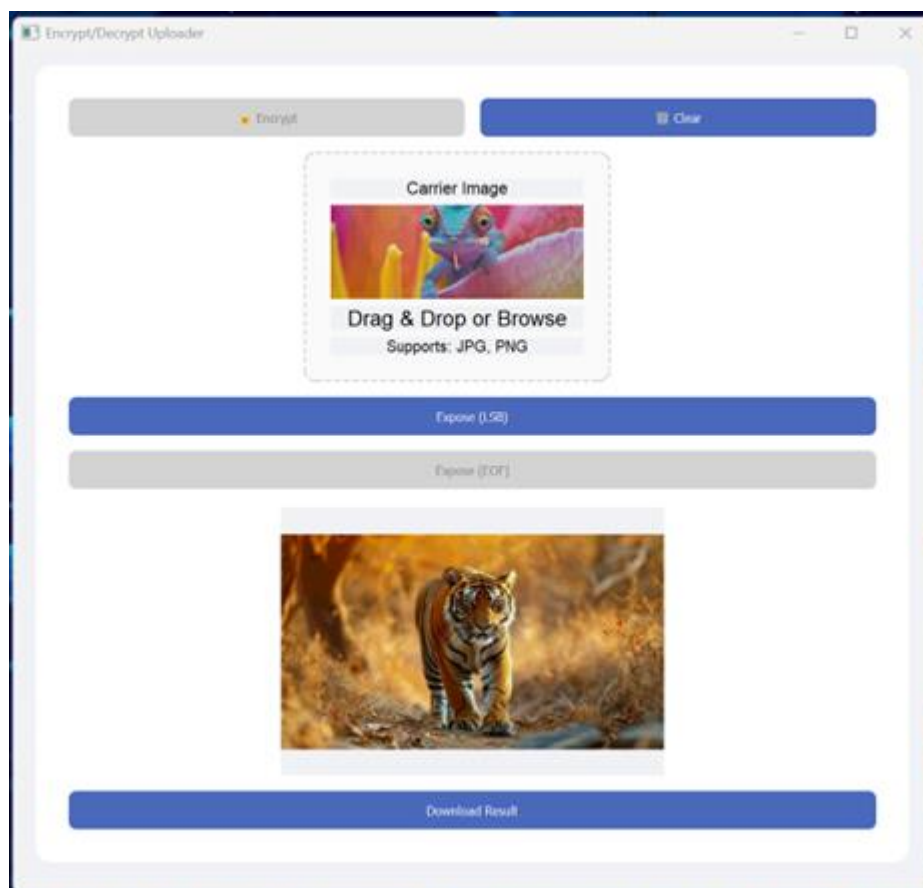 Encrypt/Decrypt Uploader
Encrypt
Clear
Carrier Image
Drag & Drop or Browse
Supports: JPG, PNG
Expose (LSB)
Expose (EOF)
Download Result